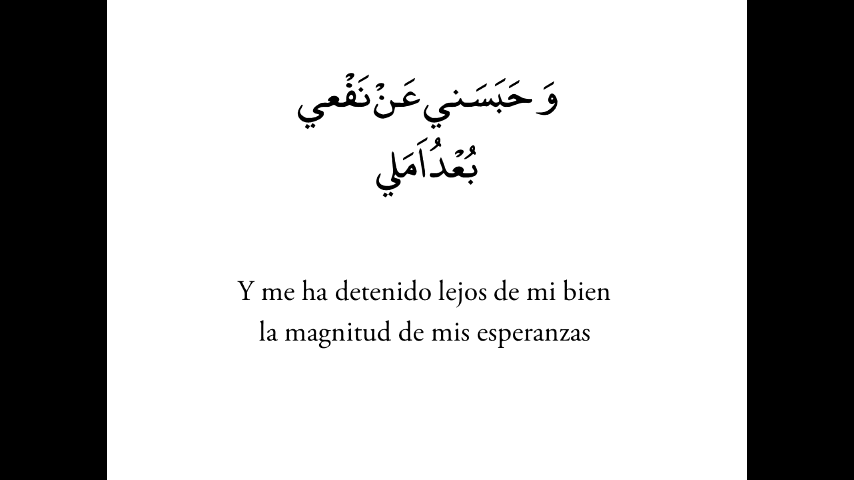 وَ حَبَسَني عَنْ نَفْعي
بُعْدُ اَمَلي
Y me ha detenido lejos de mi bien
la magnitud de mis esperanzas